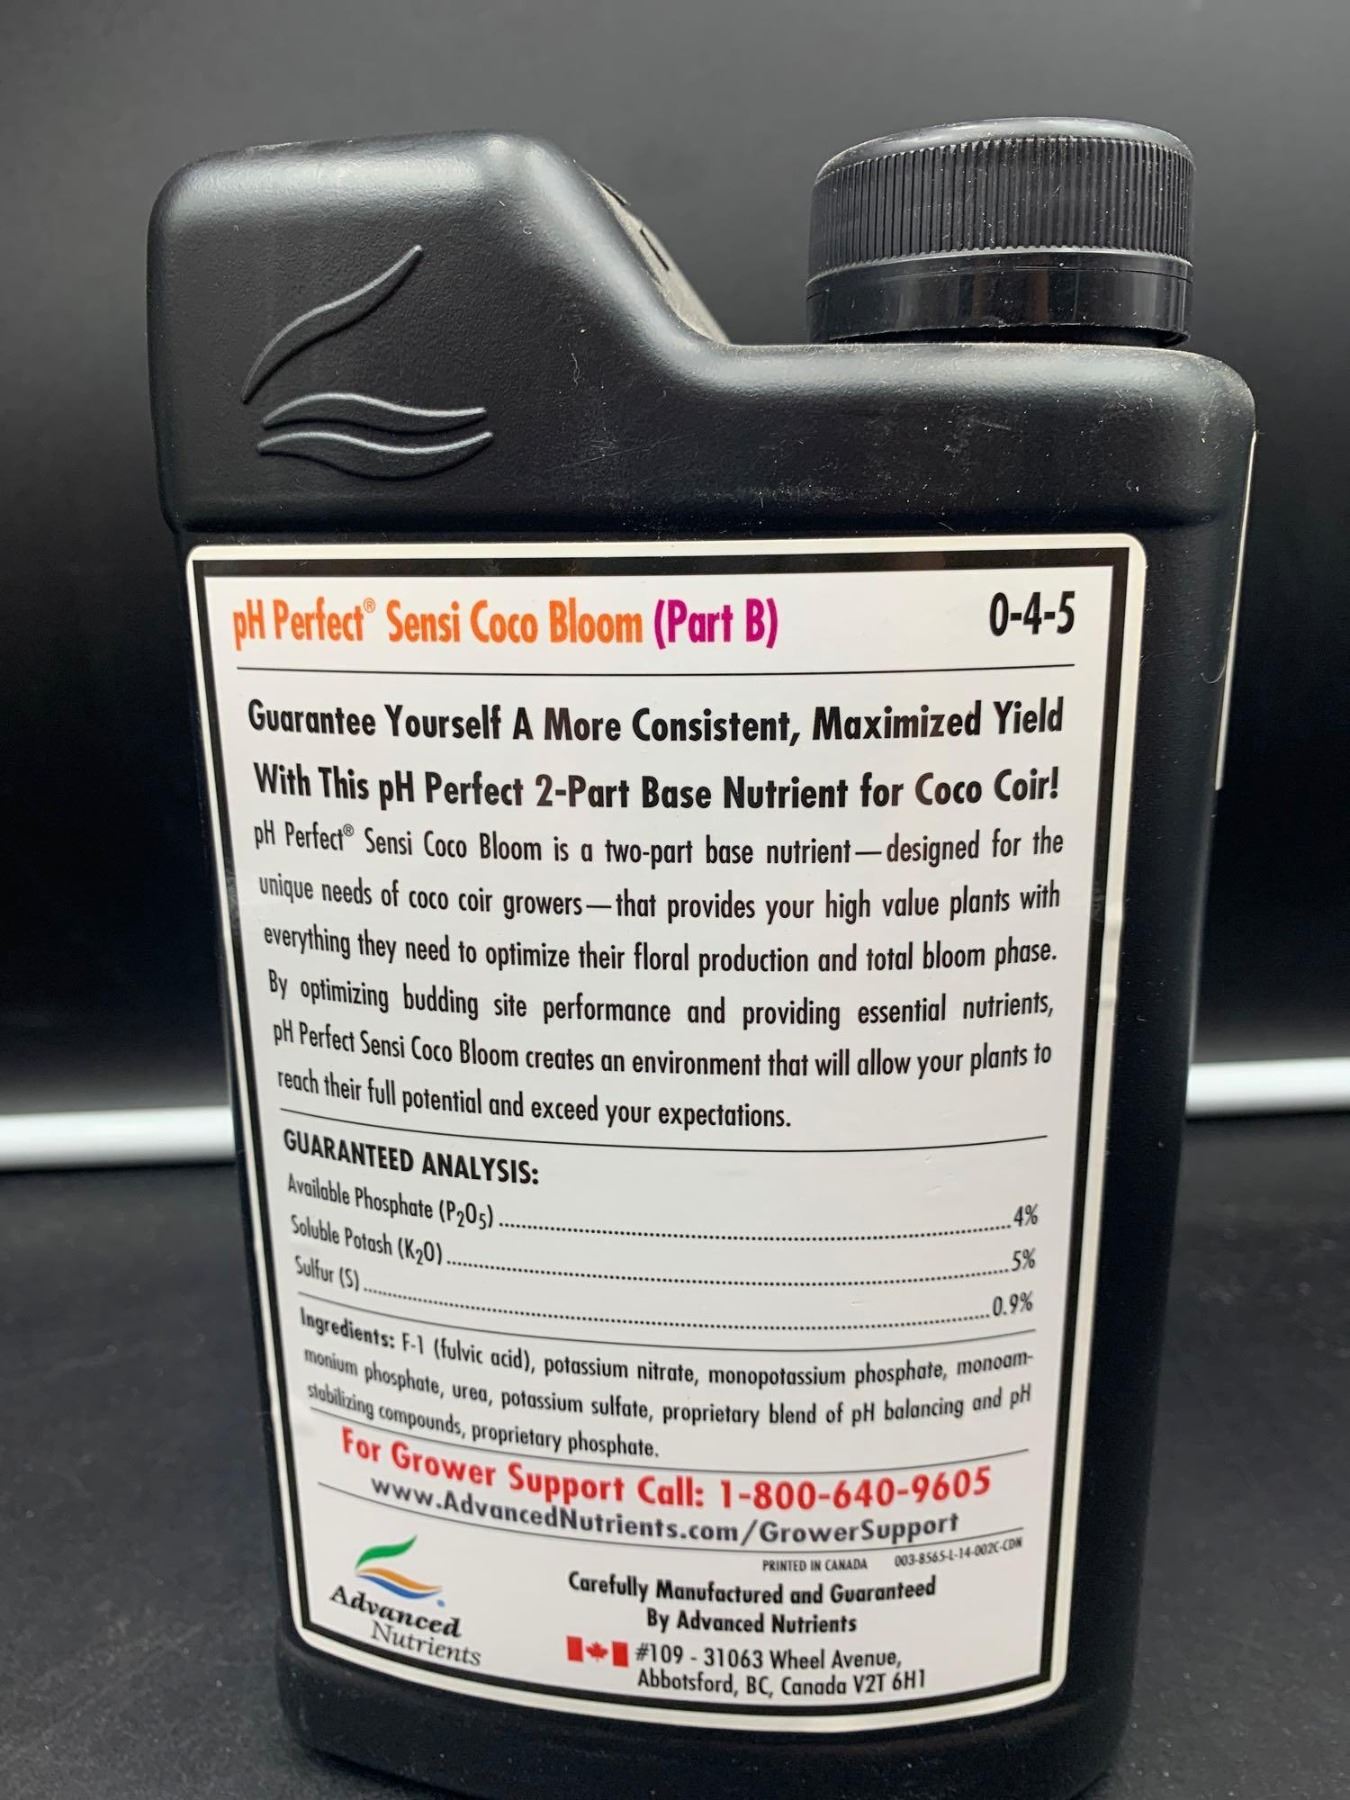 pH Perfect® Sensi Coco Bloom (Part B) 0-4-5
Guarantee Yourself A More Consistent, Maximized Yield
With This pH Perfect 2-Part Base Nutrient for Coco Coir!
pH Perfect® Sensi Coco Bloom is a two-part base nutrient—designed for the
unique needs of coco coir growers—that provides your high value plants with
everything they need to optimize their floral production and total bloom phase.
By optimizing budding site performance and providing essential nutrients,
pH Perfect Sensi Coco Bloom creates an environment that will allow your plants to
reach their full potential and exceed your expectations.
GUARANTEED ANALYSIS:
Available Phosphate (P₂O₅) 4%
Soluble Potash (K₂O) 5%
Sulfur (S) 0.9%
Ingredients: F-1 (fulvic acid), potassium nitrate, monopotassium phosphate, monoam-
monium phosphate, urea, potassium sulfate, proprietary blend of pH balancing and pH
stabilizing compounds, proprietary phosphate.
For Grower Support Call: 1-800-640-9605
www.AdvancedNutrients.com/GrowerSupport
PRINTED IN CANADA 003-8565-L-14-002C-CDN
Carefully Manufactured and Guaranteed
By Advanced Nutrients
#109 - 31063 Wheel Avenue,
Abbotsford, BC, Canada V2T 6H1
Advanced
Nutrients